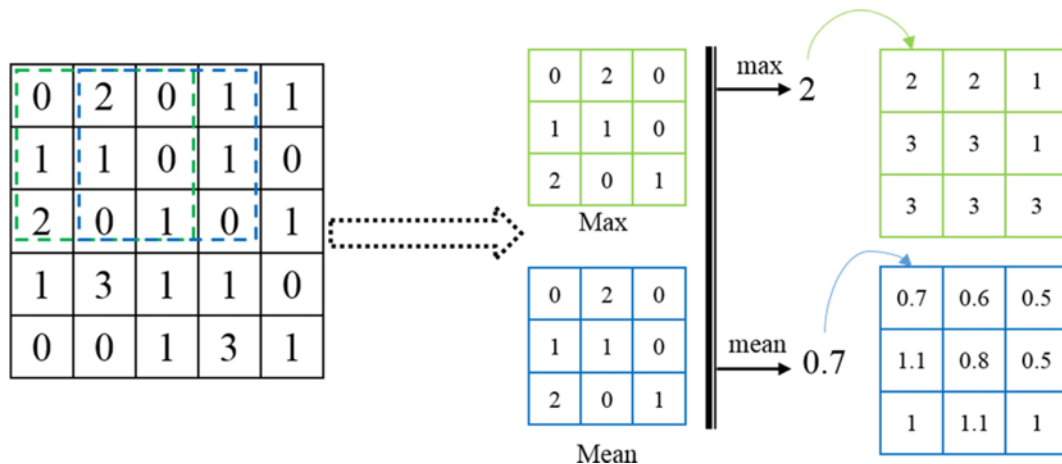 0 2 0 1 1
1 1 0 1 0
2 0 1 0 1
1 3 1 1 0
0 0 1 3 1
0 2 0
1 1 0
2 0 1
Max
0 2 0
1 1 0
2 0 1
Mean
max
2
mean
0.7
2 2 1
3 3 1
3 3 3
0.7 0.6 0.5
1.1 0.8 0.5
1 1.1 1